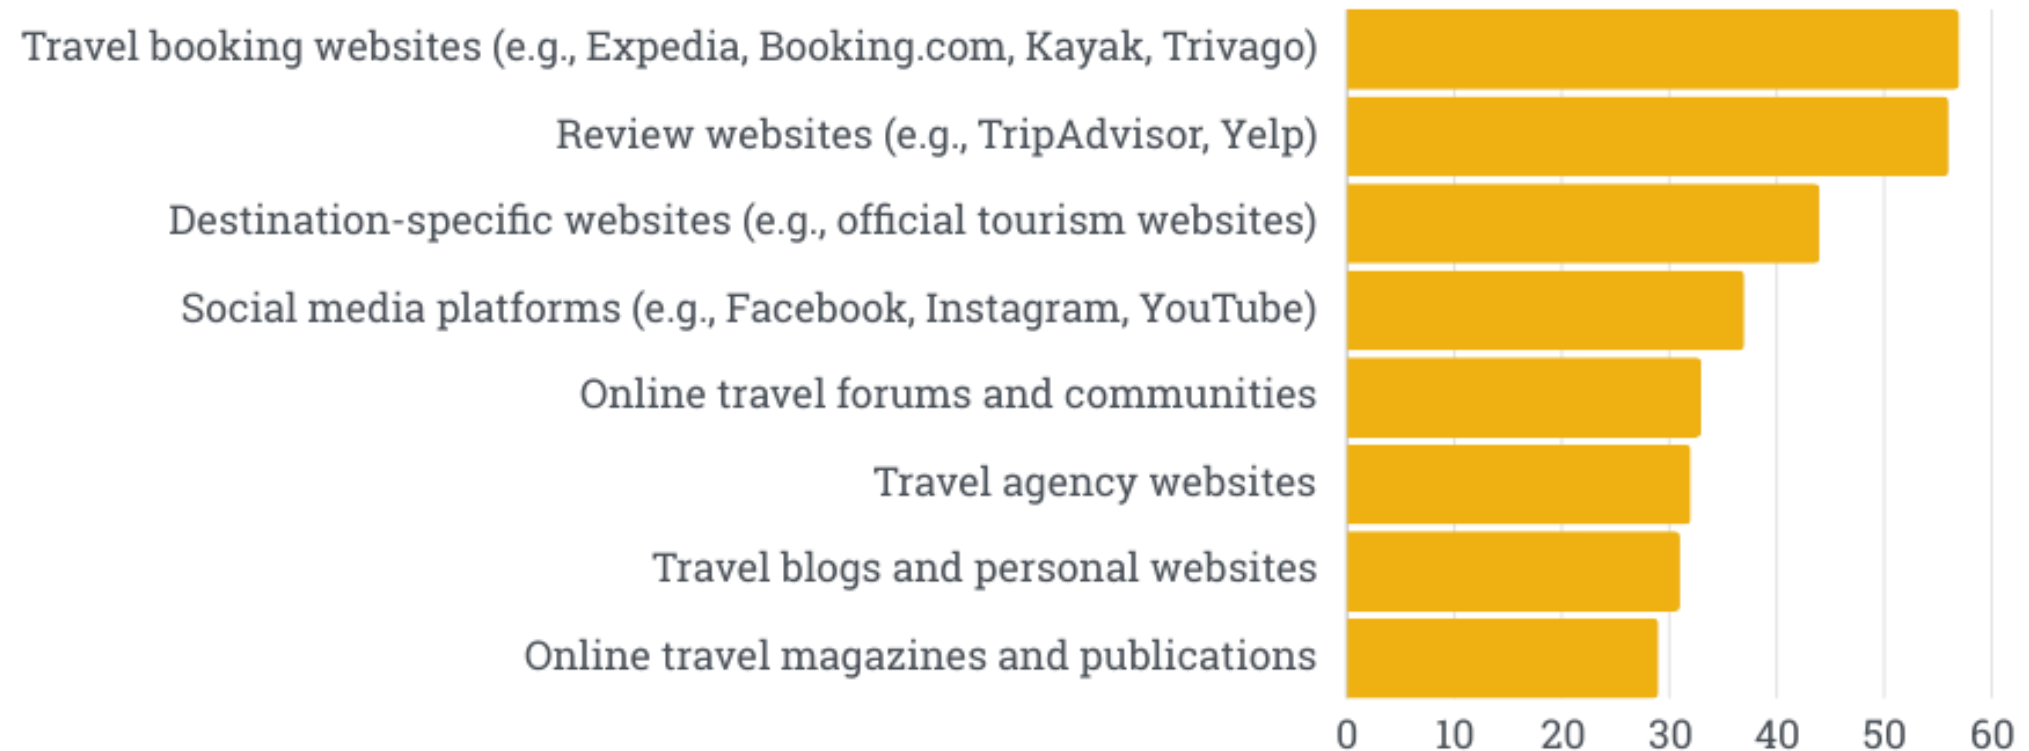 Travel booking websites (e.g., Expedia, Booking.com, Kayak, Trivago)
Review websites (e.g., TripAdvisor, Yelp)
Destination-specific websites (e.g., official tourism websites)
Social media platforms (e.g., Facebook, Instagram, YouTube)
Online travel forums and communities
Travel agency websites
Travel blogs and personal websites
Online travel magazines and publications
0 10 20 30 40 50 60